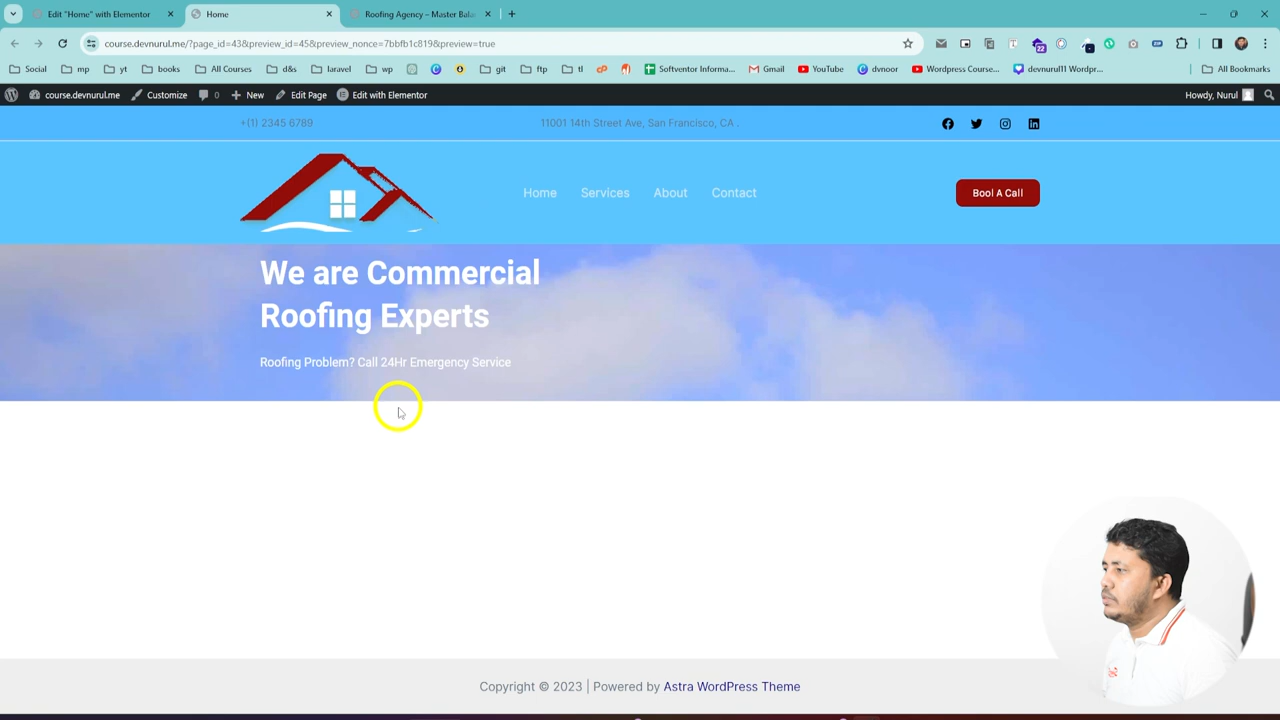 Edit "Home" with Elementor
Home
Roofing Agency – Master Bala
course.devnurul.me/?page_id=43&preview_id=45&preview_nonce=7bbfb1c819&preview=true
22
Social
mp
yt
books
All Courses
d&s
laravel
wp
git
ftp
tl
Softventor Informa...
Gmail
YouTube
dvnoor
Wordpress Course...
devnurul11 Wordpr...
All Bookmarks
course.devnurul.me
Customize
0
New
Edit Page
Edit with Elementor
Howdy, Nurul
+(1) 2345 6789
11001 14th Street Ave, San Francisco, CA .
Home
Services
About
Contact
Bool A Call
We are Commercial
Roofing Experts
Roofing Problem? Call 24Hr Emergency Service
Copyright © 2023 | Powered by Astra WordPress Theme